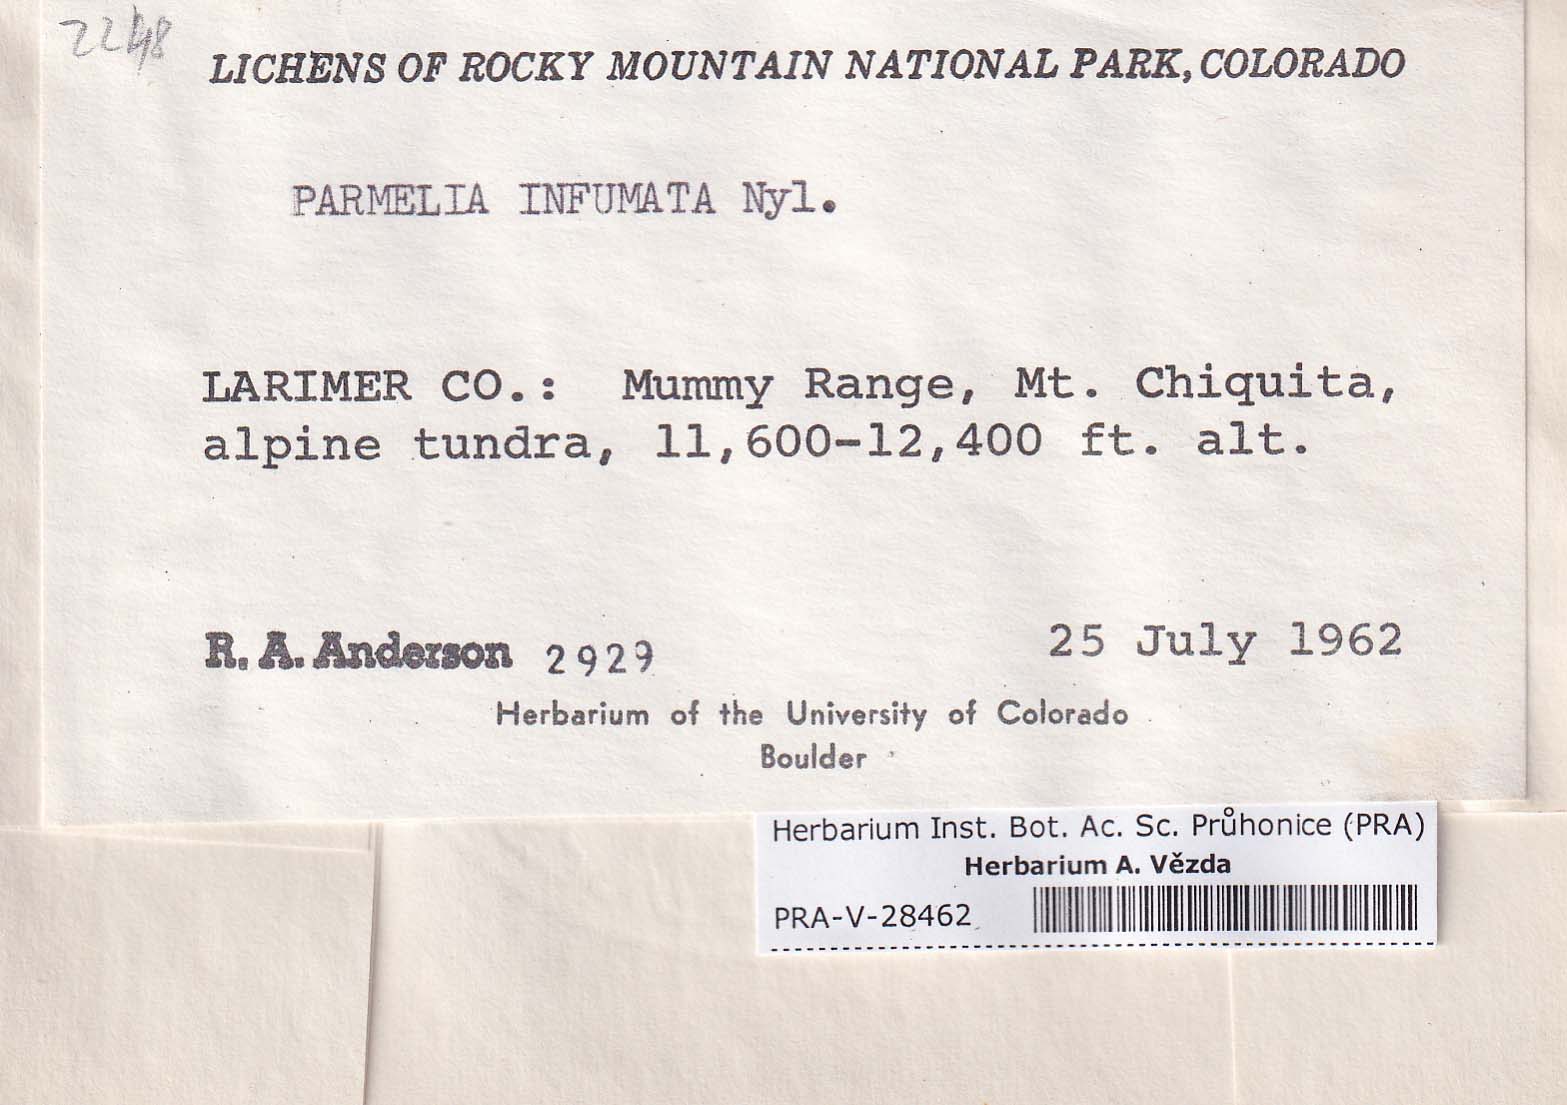 2248
LICHENS OF ROCKY MOUNTAIN NATIONAL PARK, COLORADO
PARMELIA INFUMATA Nyl.
LARIMER CO.: Mummy Range, Mt. Chiquita,
alpine tundra, 11,600-12,400 ft. alt.
R. A. Anderson 2929
25 July 1962
Herbarium of the University of Colorado
Boulder
Herbarium Inst. Bot. Ac. Sc. Průhonice (PRA)
Herbarium A. Vězda
PRA-V-28462